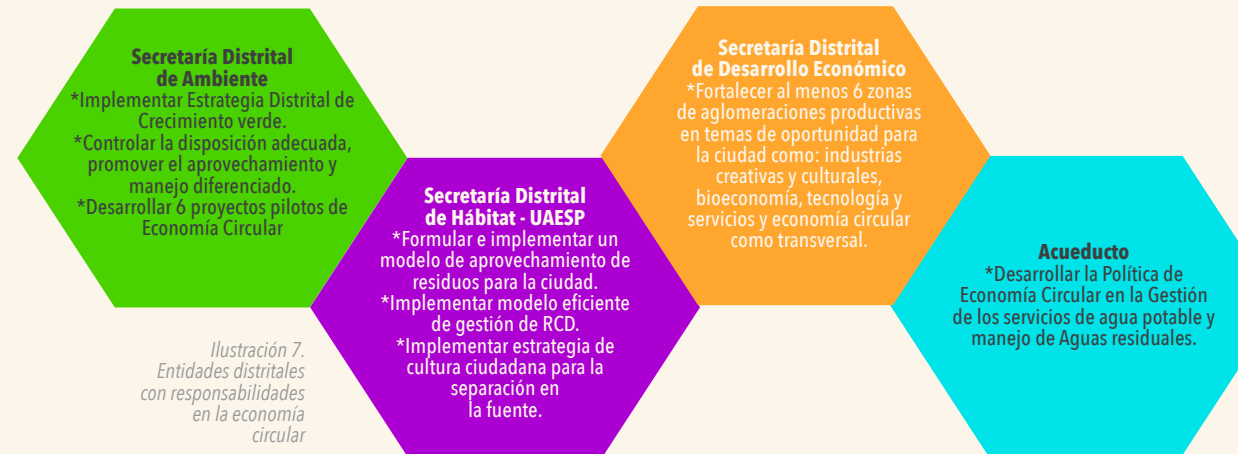 Secretaría Distrital
de Ambiente
*Implementar Estrategia Distrital de
Crecimiento verde.
*Controlar la disposición adecuada,
promover el aprovechamiento y
manejo diferenciado.
*Desarrollar 6 proyectos pilotos de
Economía Circular
Secretaría Distrital
de Hábitat - UAESP
*Formular e implementar un
modelo de aprovechamiento de
residuos para la ciudad.
*Implementar modelo eficiente
de gestión de RCD.
*Implementar estrategia de
cultura ciudadana para la
separación en
la fuente.
Secretaría Distrital
de Desarrollo Económico
*Fortalecer al menos 6 zonas
de aglomeraciones productivas
en temas de oportunidad para
la ciudad como: industrias
creativas y culturales,
bioeconomía, tecnología y
servicios y economía circular
como transversal.
Acueducto
*Desarrollar la Política de
Economía Circular en la Gestión
de los servicios de agua potable y
manejo de Aguas residuales.
Ilustración 7.
Entidades distritales
con responsabilidades
en la economía
circular